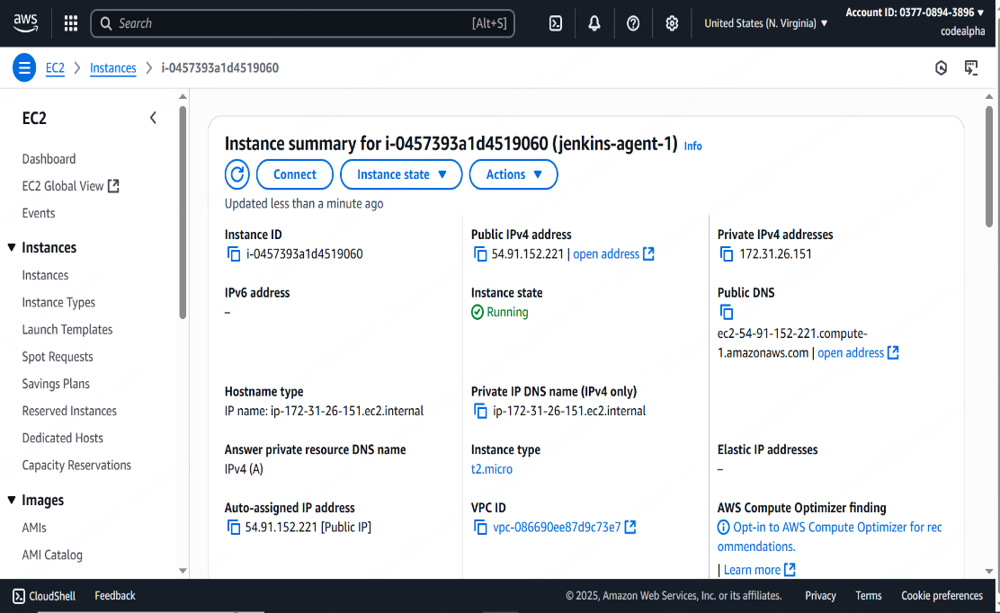 aws
Search [Alt+S]
United States (N. Virginia) ▼
Account ID: 0377-0894-3896 ▼
codealpha
EC2 > Instances > i-0457393a1d4519060
EC2
Dashboard
EC2 Global View
Events
▼ Instances
Instances
Instance Types
Launch Templates
Spot Requests
Savings Plans
Reserved Instances
Dedicated Hosts
Capacity Reservations
▼ Images
AMIs
AMI Catalog
Instance summary for i-0457393a1d4519060 (jenkins-agent-1) Info
Connect
Instance state ▼
Actions ▼
Updated less than a minute ago
Instance ID
i-0457393a1d4519060
Public IPv4 address
54.91.152.221 | open address
Private IPv4 addresses
172.31.26.151
IPv6 address
–
Instance state
Running
Public DNS
ec2-54-91-152-221.compute-
1.amazonaws.com | open address
Hostname type
IP name: ip-172-31-26-151.ec2.internal
Private IP DNS name (IPv4 only)
ip-172-31-26-151.ec2.internal
Answer private resource DNS name
IPv4 (A)
Instance type
t2.micro
Elastic IP addresses
–
Auto-assigned IP address
54.91.152.221 [Public IP]
VPC ID
vpc-086690ee87d9c73e7
AWS Compute Optimizer finding
Opt-in to AWS Compute Optimizer for rec
ommendations.
| Learn more
CloudShell
Feedback
© 2025, Amazon Web Services, Inc. or its affiliates.
Privacy
Terms
Cookie preferences